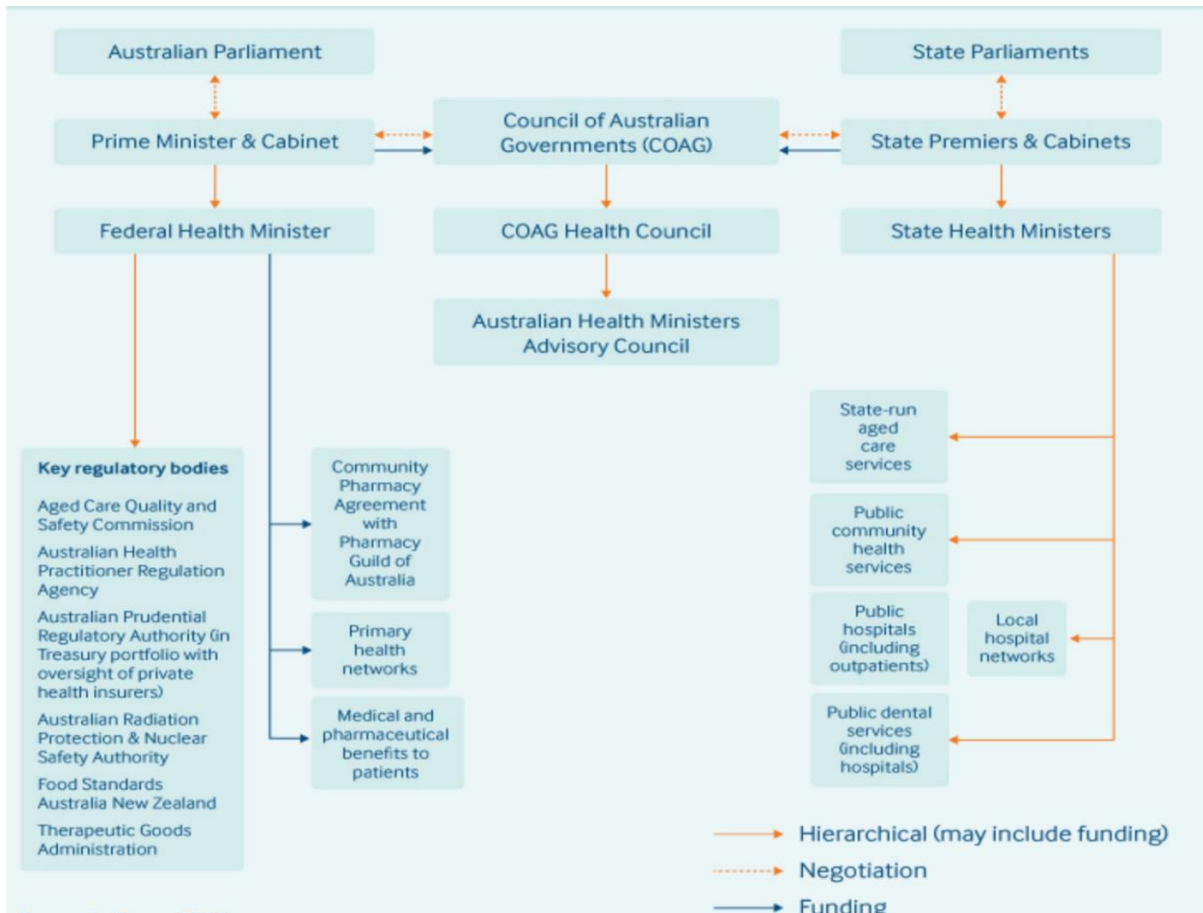 Australian Parliament
State Parliaments
Prime Minister & Cabinet
Council of Australian
Governments (COAG)
State Premiers & Cabinets
Federal Health Minister
COAG Health Council
State Health Ministers
Australian Health Ministers
Advisory Council
Key regulatory bodies
Aged Care Quality and
Safety Commission
Australian Health
Practitioner Regulation
Agency
Australian Prudential
Regulatory Authority (in
Treasury portfolio with
oversight of private
health insurers)
Australian Radiation
Protection & Nuclear
Safety Authority
Food Standards
Australia New Zealand
Therapeutic Goods
Administration
Community
Pharmacy
Agreement
with
Pharmacy
Guild of
Australia
Primary
health
networks
Medical and
pharmaceutical
benefits to
patients
State-run
aged
care
services
Public
community
health
services
Public
hospitals
(including
outpatients)
Local
hospital
networks
Public dental
services
(including
hospitals)
Hierarchical (may include funding)
Negotiation
Funding